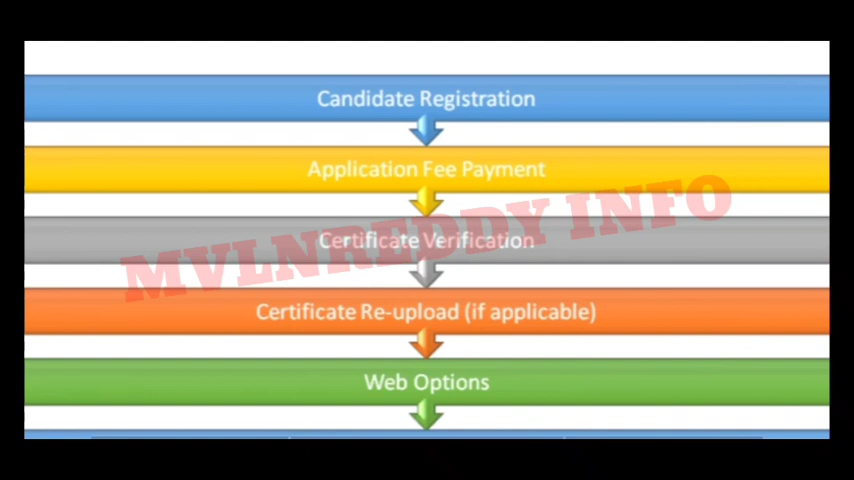 Candidate Registration
Application Fee Payment
MVLNREDDY INFO
Certificate Verification
Certificate Re-upload (if applicable)
Web Options